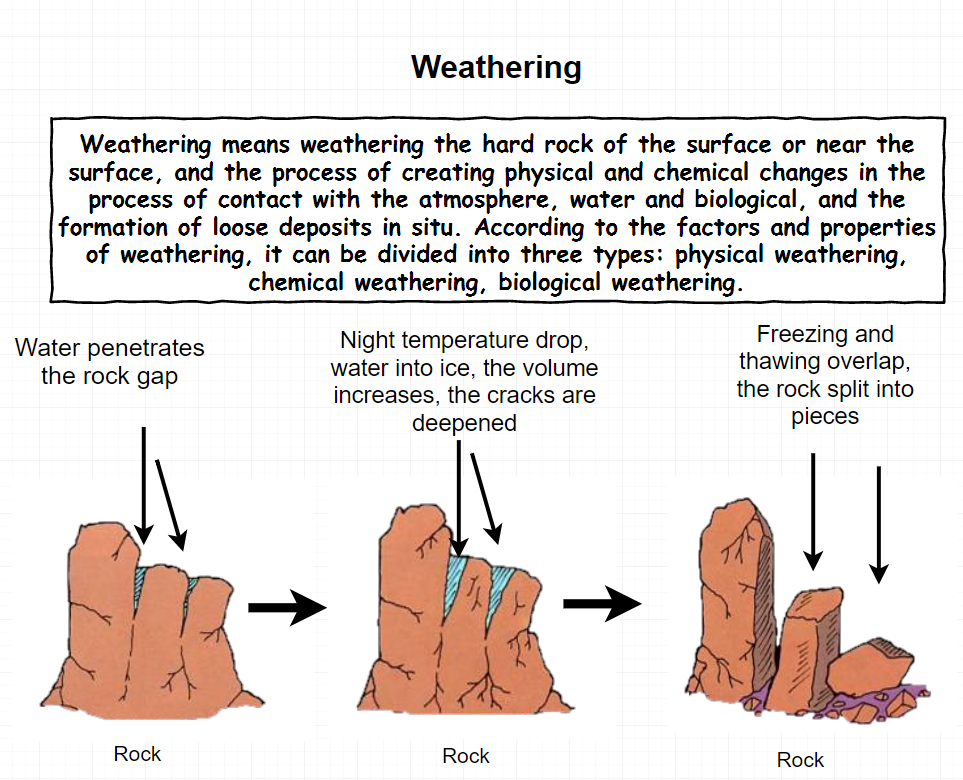 Weathering
Weathering means weathering the hard rock of the surface or near the
surface, and the process of creating physical and chemical changes in the
process of contact with the atmosphere, water and biological, and the
formation of loose deposits in situ. According to the factors and properties
of weathering, it can be divided into three types: physical weathering,
chemical weathering, biological weathering.
Water penetrates
the rock gap
Night temperature drop,
water into ice, the volume
increases, the cracks are
deepened
Freezing and
thawing overlap,
the rock split into
pieces
Rock
Rock
Rock